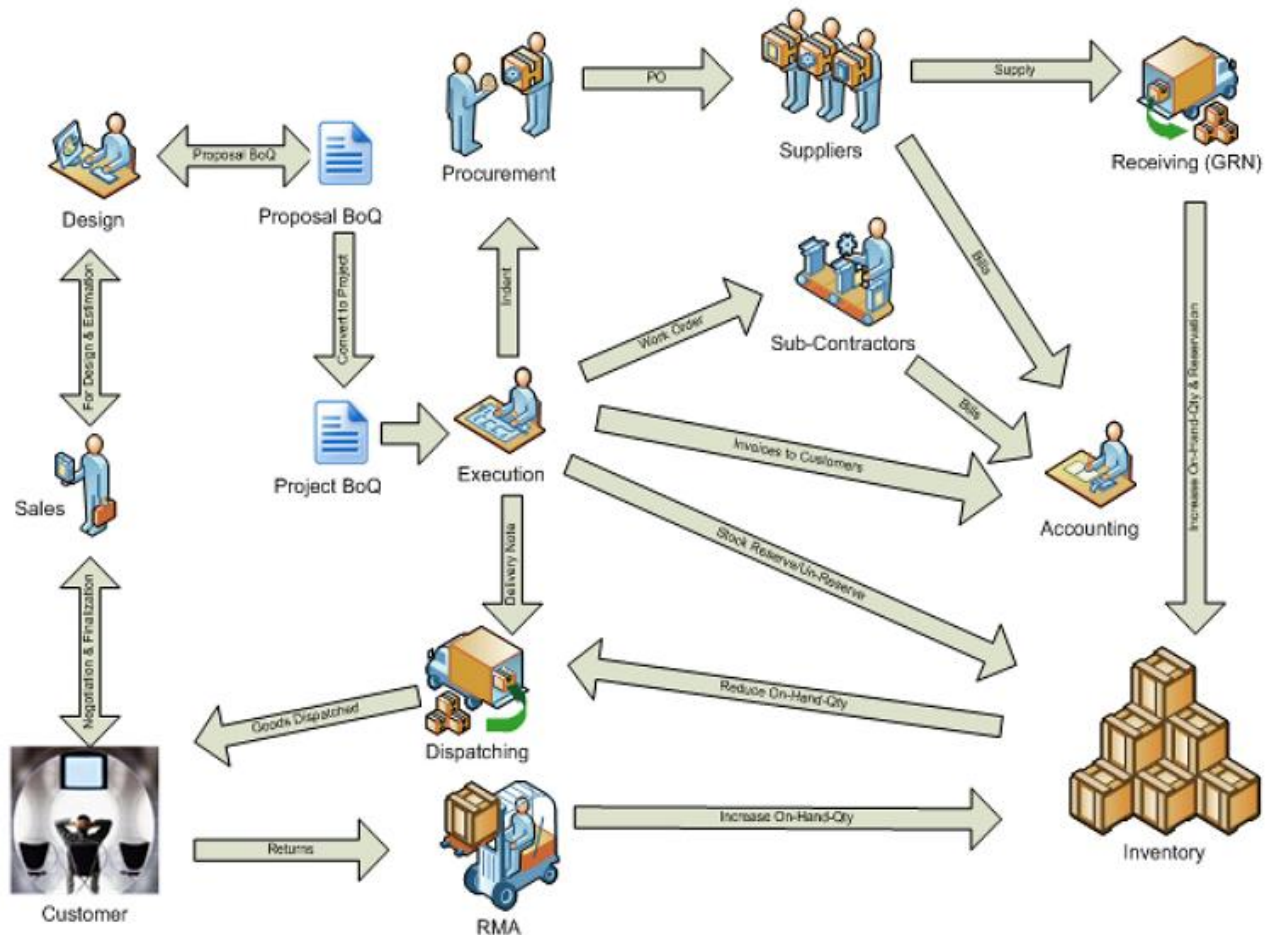 PO
Supply
Suppliers
Receiving (GRN)
Procurement
Proposal BoQ
Design
Proposal BoQ
For Design & Estimation
Convert to Project
Indent
Work Order
Sub-Contractors
Bills
Bills
Increase On-Hand-Qty & Reservation
Sales
Project BoQ
Execution
Invoices to Customers
Accounting
Stock Reserve/Un-Reserve
Delivery Note
Negotiation & Finalization
Reduce On-Hand-Qty
Goods Dispatched
Dispatching
Increase On-Hand-Qty
Returns
Inventory
Customer
RMA